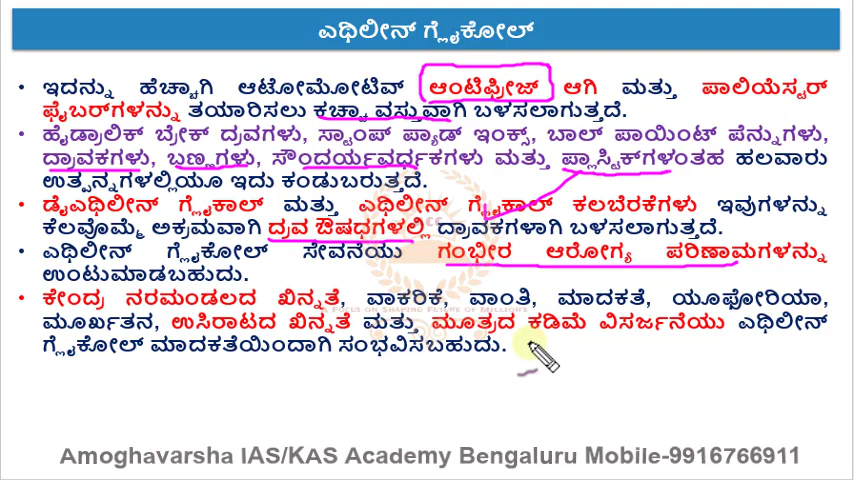 ಎಥಿಲೀನ್ ಗ್ಲೈಕೋಲ್
• ಇದನ್ನು ಹೆಚ್ಚಾಗಿ ಆಟೋಮೋಟಿವ್ ಆಂಟಿಫ್ರೀಜ್ ಆಗಿ ಮತ್ತು ಪಾಲಿಯೆಸ್ಟರ್
ಫೈಬರ್‌ಗಳನ್ನು ತಯಾರಿಸಲು ಕಚ್ಚಾ ವಸ್ತುವಾಗಿ ಬಳಸಲಾಗುತ್ತದೆ.
• ಹೈಡ್ರಾಲಿಕ್ ಬ್ರೇಕ್ ದ್ರವಗಳು, ಸ್ಟಾಂಪ್ ಪ್ಯಾಡ್ ಇಂಕ್ಸ್, ಬಾಲ್ ಪಾಯಿಂಟ್ ಪೆನ್ನುಗಳು,
ದ್ರಾವಕಗಳು, ಬಣ್ಣಗಳು, ಸೌಂದರ್ಯವರ್ಧಕಗಳು ಮತ್ತು ಪ್ಲಾಸ್ಟಿಕ್‌ಗಳಂತಹ ಹಲವಾರು
ಉತ್ಪನ್ನಗಳಲ್ಲಿಯೂ ಇದು ಕಂಡುಬರುತ್ತದೆ.
• ಡೈಎಥಿಲೀನ್ ಗ್ಲೈಕಾಲ್ ಮತ್ತು ಎಥಿಲೀನ್ ಗ್ಲೈಕಾಲ್ ಕಲಬೆರಕೆಗಳು ಇವುಗಳನ್ನು
ಕೆಲವೊಮ್ಮೆ ಅಕ್ರಮವಾಗಿ ದ್ರವ ಔಷಧಗಳಲ್ಲಿ ದ್ರಾವಕಗಳಾಗಿ ಬಳಸಲಾಗುತ್ತದೆ.
• ಎಥಿಲೀನ್ ಗ್ಲೈಕೋಲ್ ಸೇವನೆಯು ಗಂಭೀರ ಆರೋಗ್ಯ ಪರಿಣಾಮಗಳನ್ನು
ಉಂಟುಮಾಡಬಹುದು.
• ಕೇಂದ್ರ ನರಮಂಡಲದ ಖಿನ್ನತೆ, ವಾಕರಿಕೆ, ವಾಂತಿ, ಮಾದಕತೆ, ಯೂಫೋರಿಯಾ,
ಮೂರ್ಖತನ, ಉಸಿರಾಟದ ಖಿನ್ನತೆ ಮತ್ತು ಮೂತ್ರದ ಕಡಿಮೆ ವಿಸರ್ಜನೆಯು ಎಥಿಲೀನ್
ಗ್ಲೈಕೋಲ್ ಮಾದಕತೆಯಿಂದಾಗಿ ಸಂಭವಿಸಬಹುದು.
Amoghavarsha IAS/KAS Academy Bengaluru Mobile-9916766911